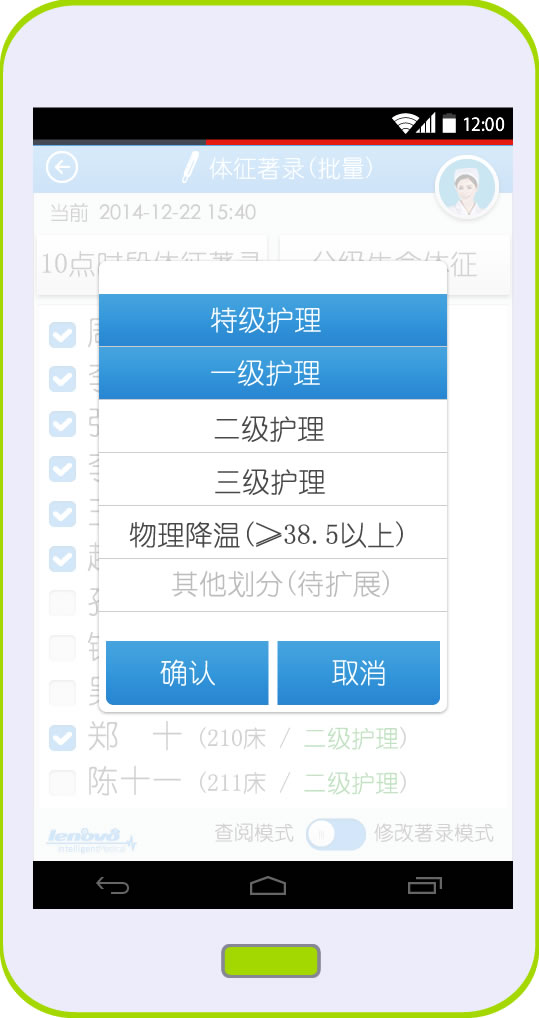 12:00
体征著录(批量)
当前 2014-12-22 15:40
10点时段体征著录
分级生命体征
特级护理
一级护理
二级护理
三级护理
物理降温(⩾38.5以上)
其他划分(待扩展)
确认
取消
郑 十 (210床 / 二级护理)
陈十一 (211床 / 二级护理)
查阅模式
修改著录模式
lenovo
intelligentMedical